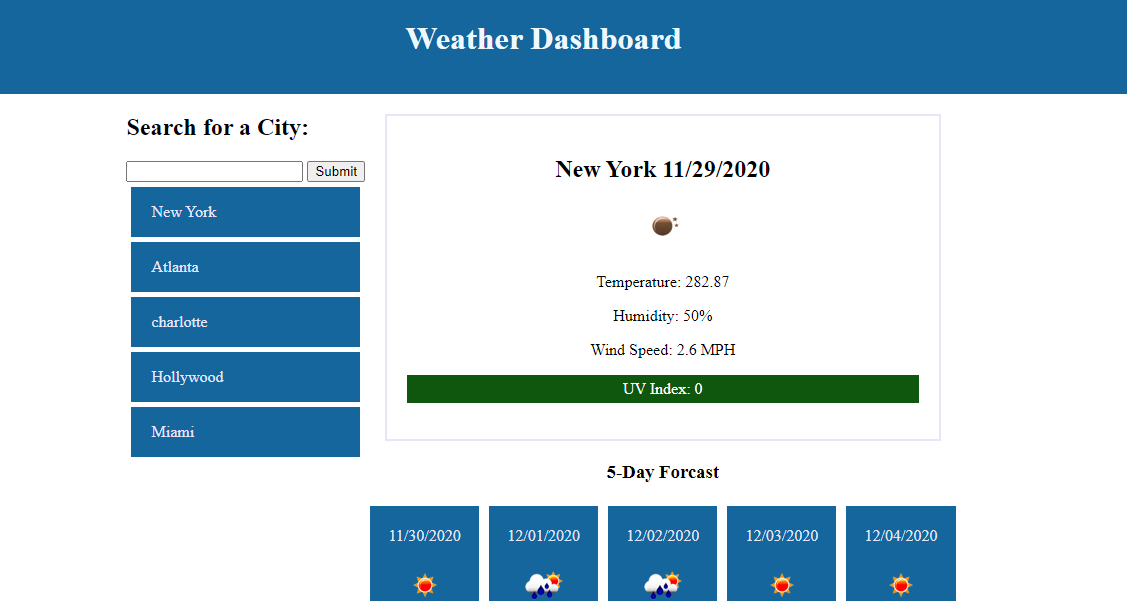 Weather Dashboard
Search for a City:
Submit
New York
Atlanta
charlotte
Hollywood
Miami
New York 11/29/2020
Temperature: 282.87
Humidity: 50%
Wind Speed: 2.6 MPH
UV Index: 0
5-Day Forcast
11/30/2020
12/01/2020
12/02/2020
12/03/2020
12/04/2020